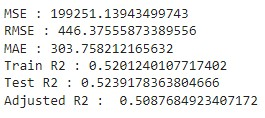 MSE : 199251.13943499743
RMSE : 446.37555873389556
MAE : 303.758212165632
Train R2 : 0.5201240107717402
Test R2 : 0.5239178363804666
Adjusted R2 :  0.5087684923407172